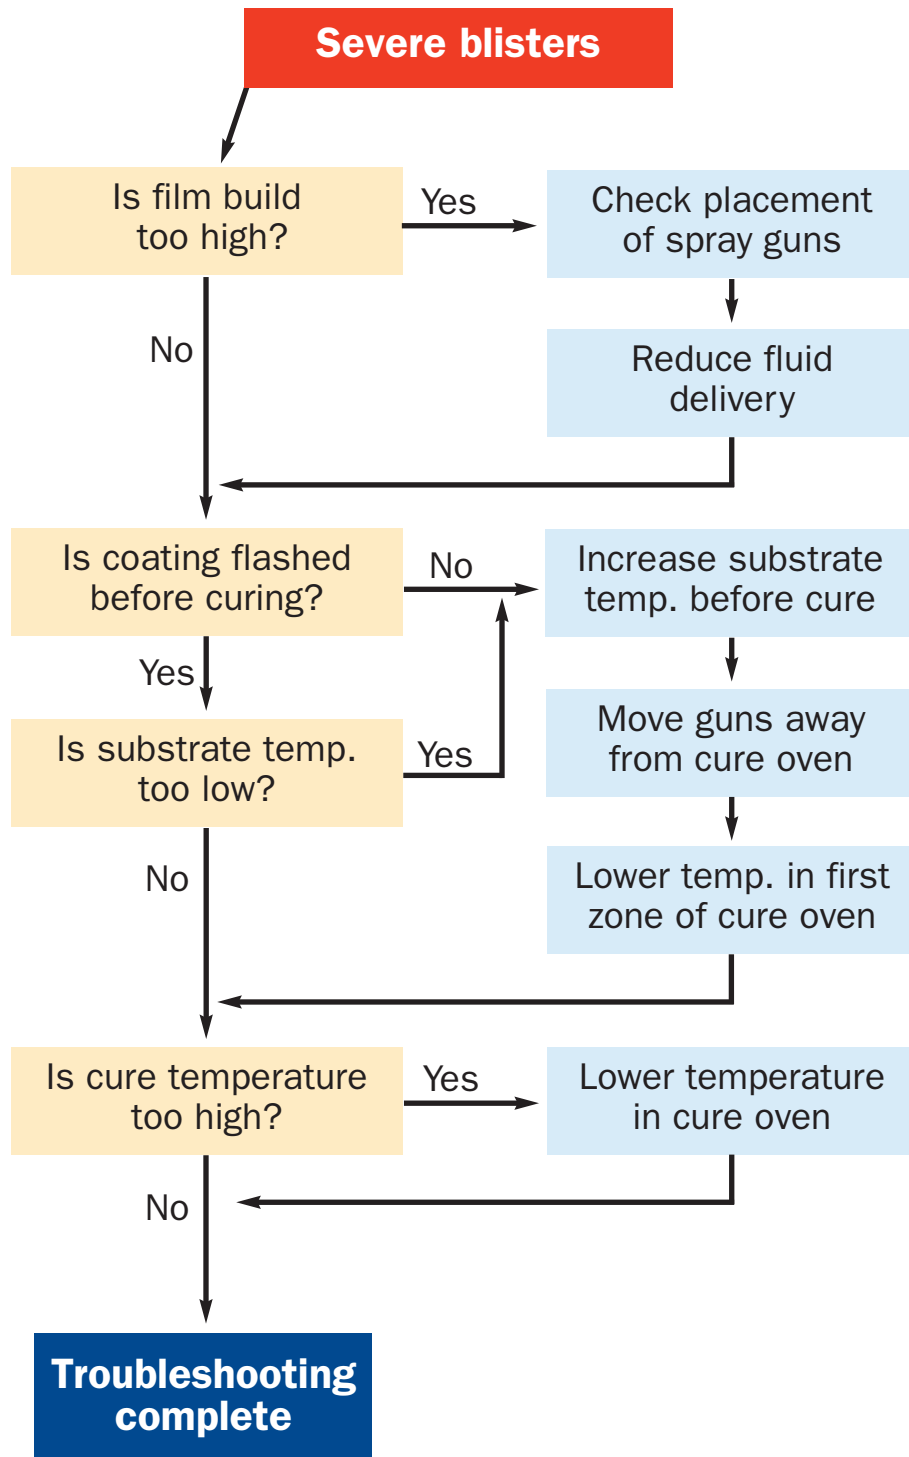 Severe blisters
Is film build
too high?
Yes
Check placement
of spray guns
No
Reduce fluid
delivery
Is coating flashed
before curing?
No
Increase substrate
temp. before cure
Yes
Is substrate temp.
too low?
Yes
Move guns away
from cure oven
No
Lower temp. in first
zone of cure oven
Is cure temperature
too high?
Yes
Lower temperature
in cure oven
No
Troubleshooting
complete